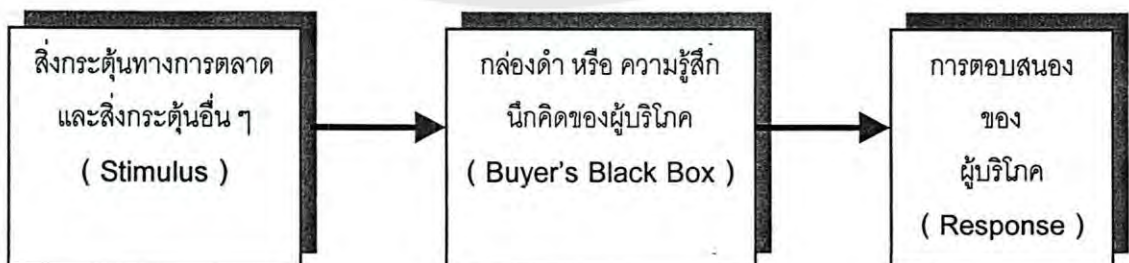 สิ่งกระตุ้นทางการตลาด
และสิ่งกระตุ้นอื่น ๆ
( Stimulus )
กล่องดำ หรือ ความรู้สึก
นึกคิดของผู้บริโภค
( Buyer's Black Box )
การตอบสนอง
ของ
ผู้บริโภค
( Response )